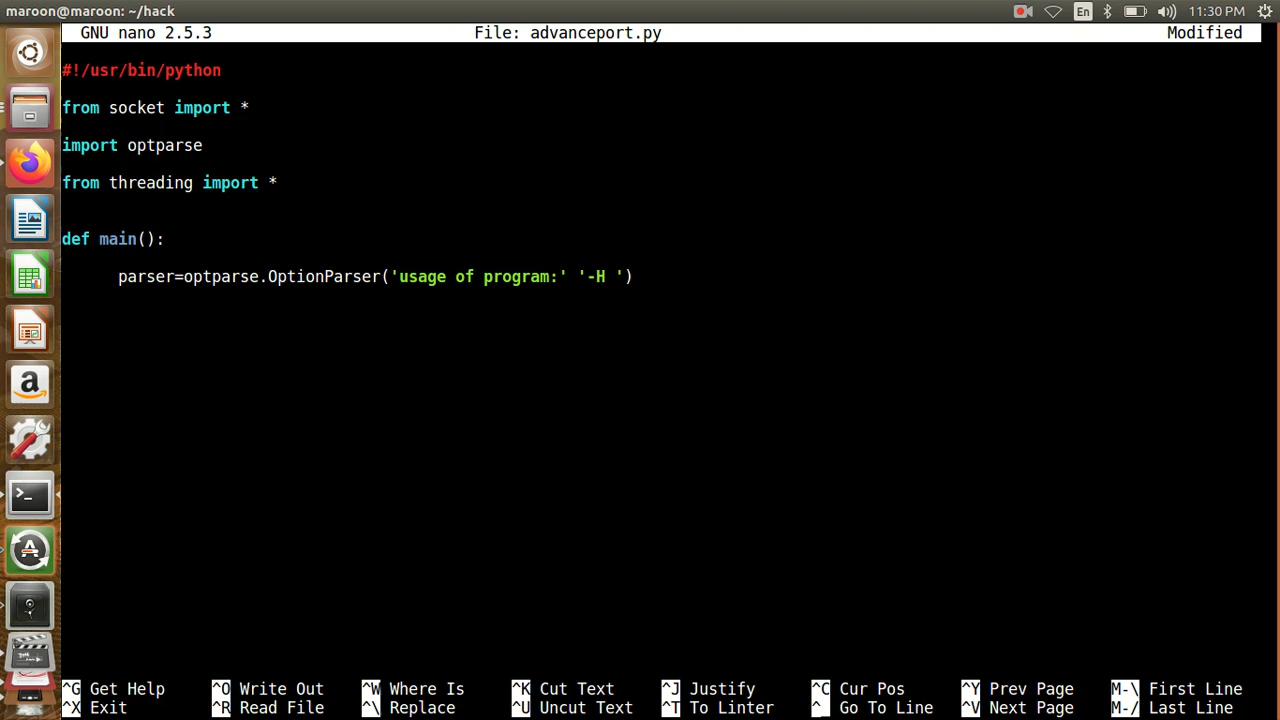 maroon@maroon: ~/hack
En
11:30 PM
GNU nano 2.5.3 File: advanceport.py Modified
#!/usr/bin/python
from socket import *
import optparse
from threading import *
def main():
parser=optparse.OptionParser('usage of program:' '-H ')
^G Get Help ^O Write Out ^W Where Is ^K Cut Text ^J Justify ^C Cur Pos ^Y Prev Page M-\ First Line
^X Exit ^R Read File ^\ Replace ^U Uncut Text ^T To Linter ^_ Go To Line ^V Next Page M-/ Last Line